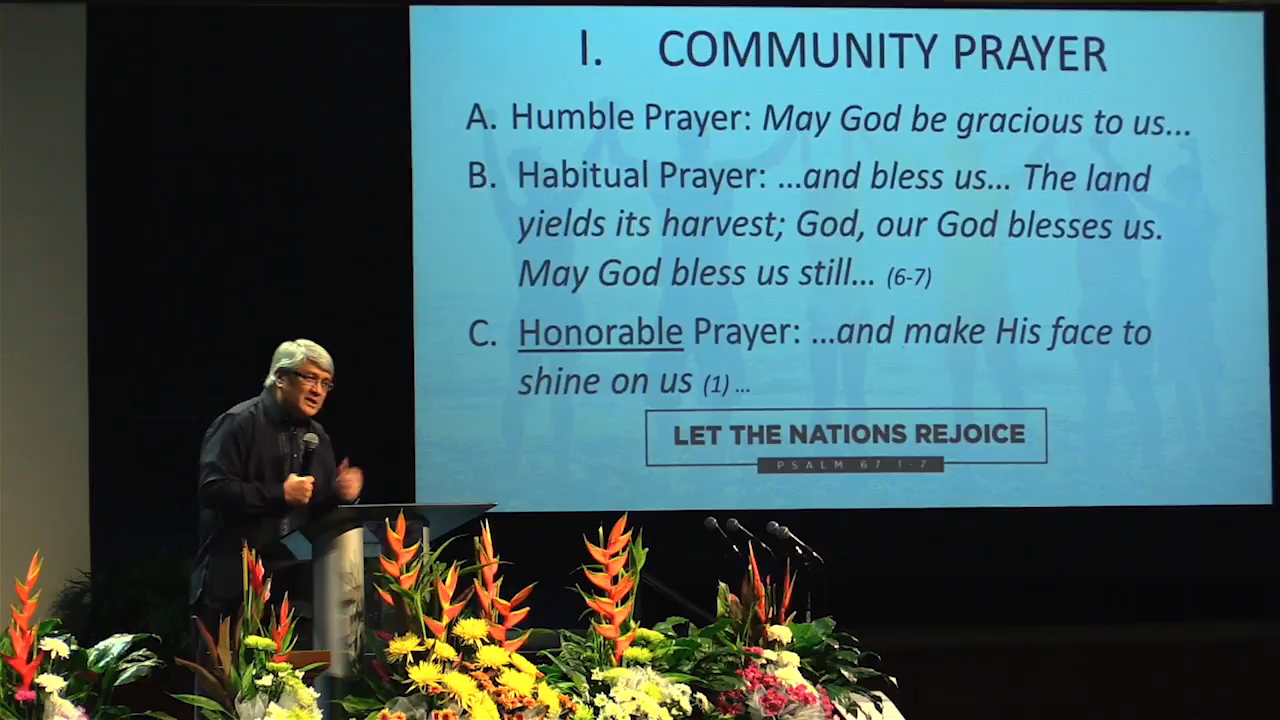 I. COMMUNITY PRAYER
A. Humble Prayer: May God be gracious to us...
B. Habitual Prayer: ...and bless us... The land
yields its harvest; God, our God blesses us.
May God bless us still... (6-7)
C. Honorable Prayer: ...and make His face to
shine on us (1) ...
LET THE NATIONS REJOICE
PSALM 67 1-7